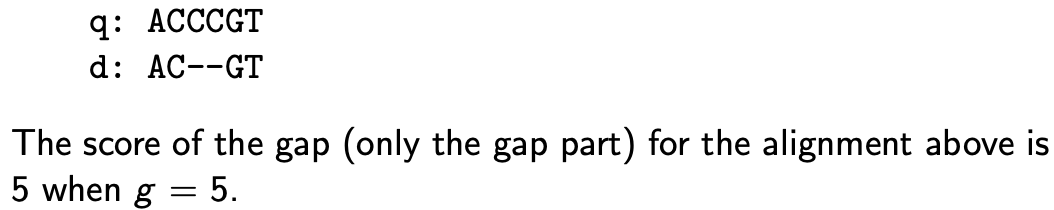 q: ACCCGT
d: AC--GT
The score of the gap (only the gap part) for the alignment above is
5 when g = 5.